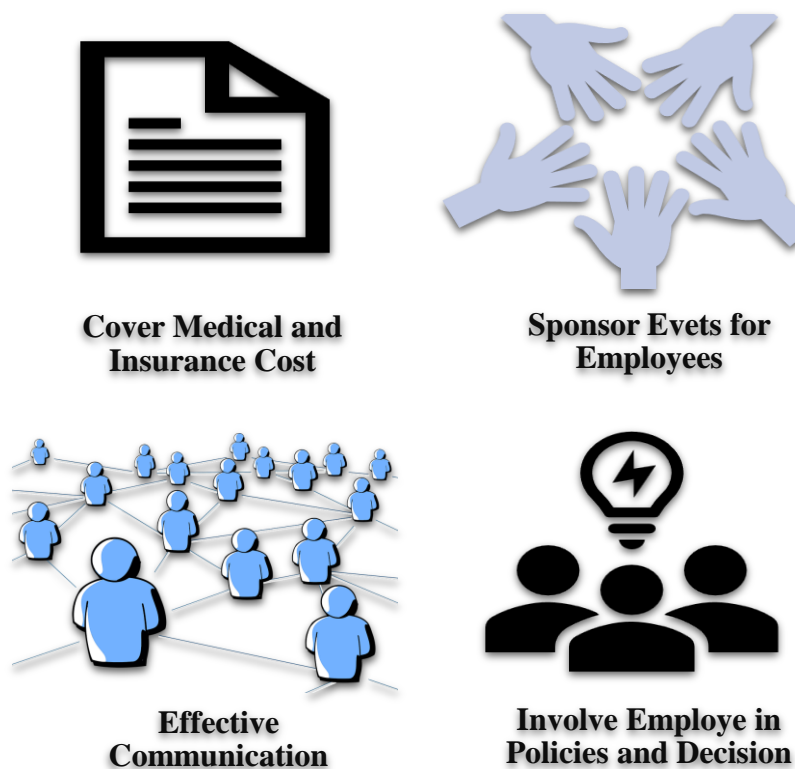 Cover Medical and
Insurance Cost
Sponsor Evets for
Employees
Effective
Communication
Involve Employe in
Policies and Decision